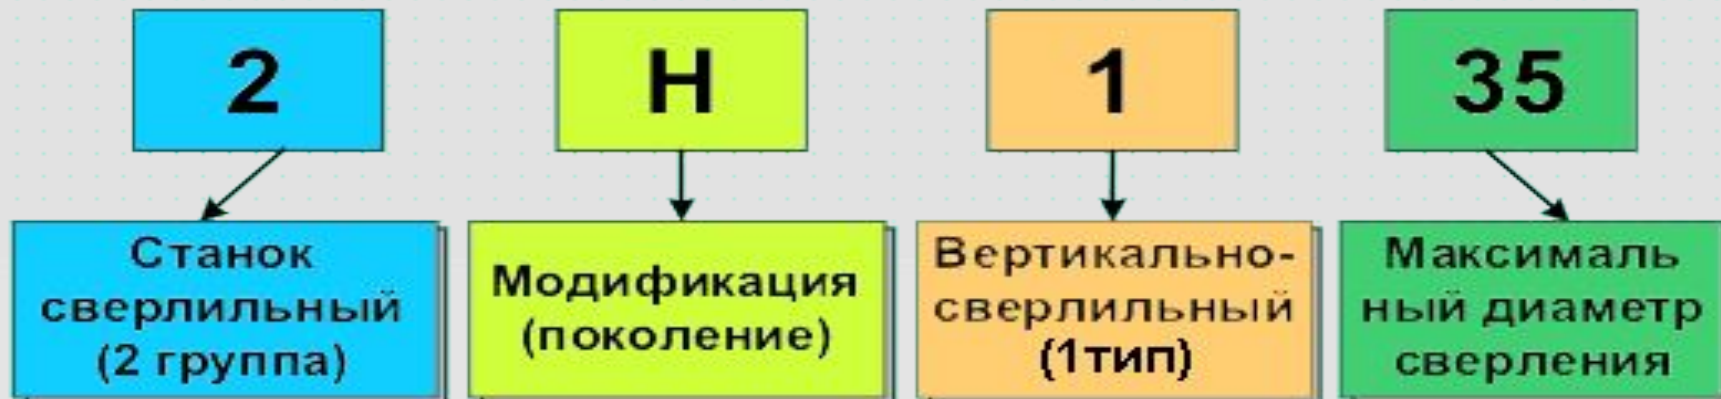 2
Н
1
35
Станок
сверлильный
(2 группа)
Модификация
(поколение)
Вертикально-
сверлильный
(1тип)
Максималь
ный диаметр
сверления